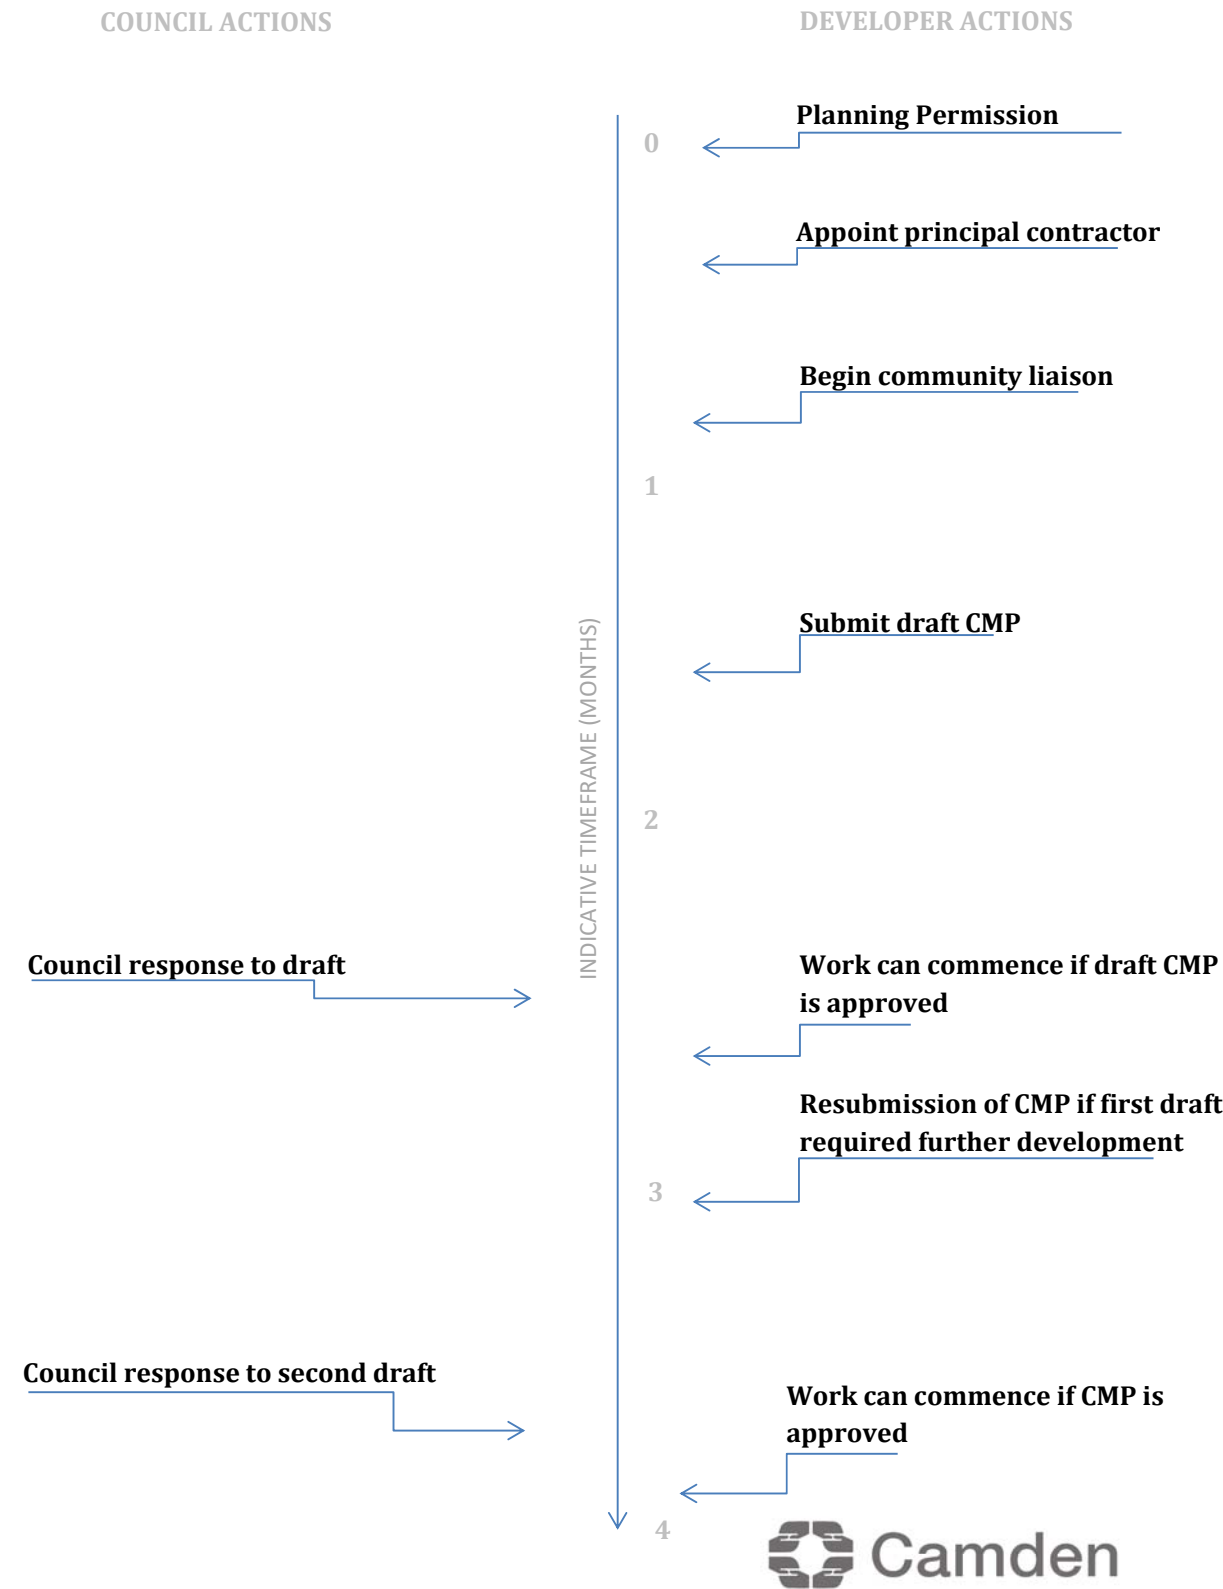 COUNCIL ACTIONS
DEVELOPER ACTIONS
Planning Permission
0
Appoint principal contractor
Begin community liaison
1
Submit draft CMP
INDICATIVE TIMEFRAME (MONTHS)
2
Council response to draft
Work can commence if draft CMP
is approved
Resubmission of CMP if first draft
required further development
3
Council response to second draft
Work can commence if CMP is
approved
4
Camden